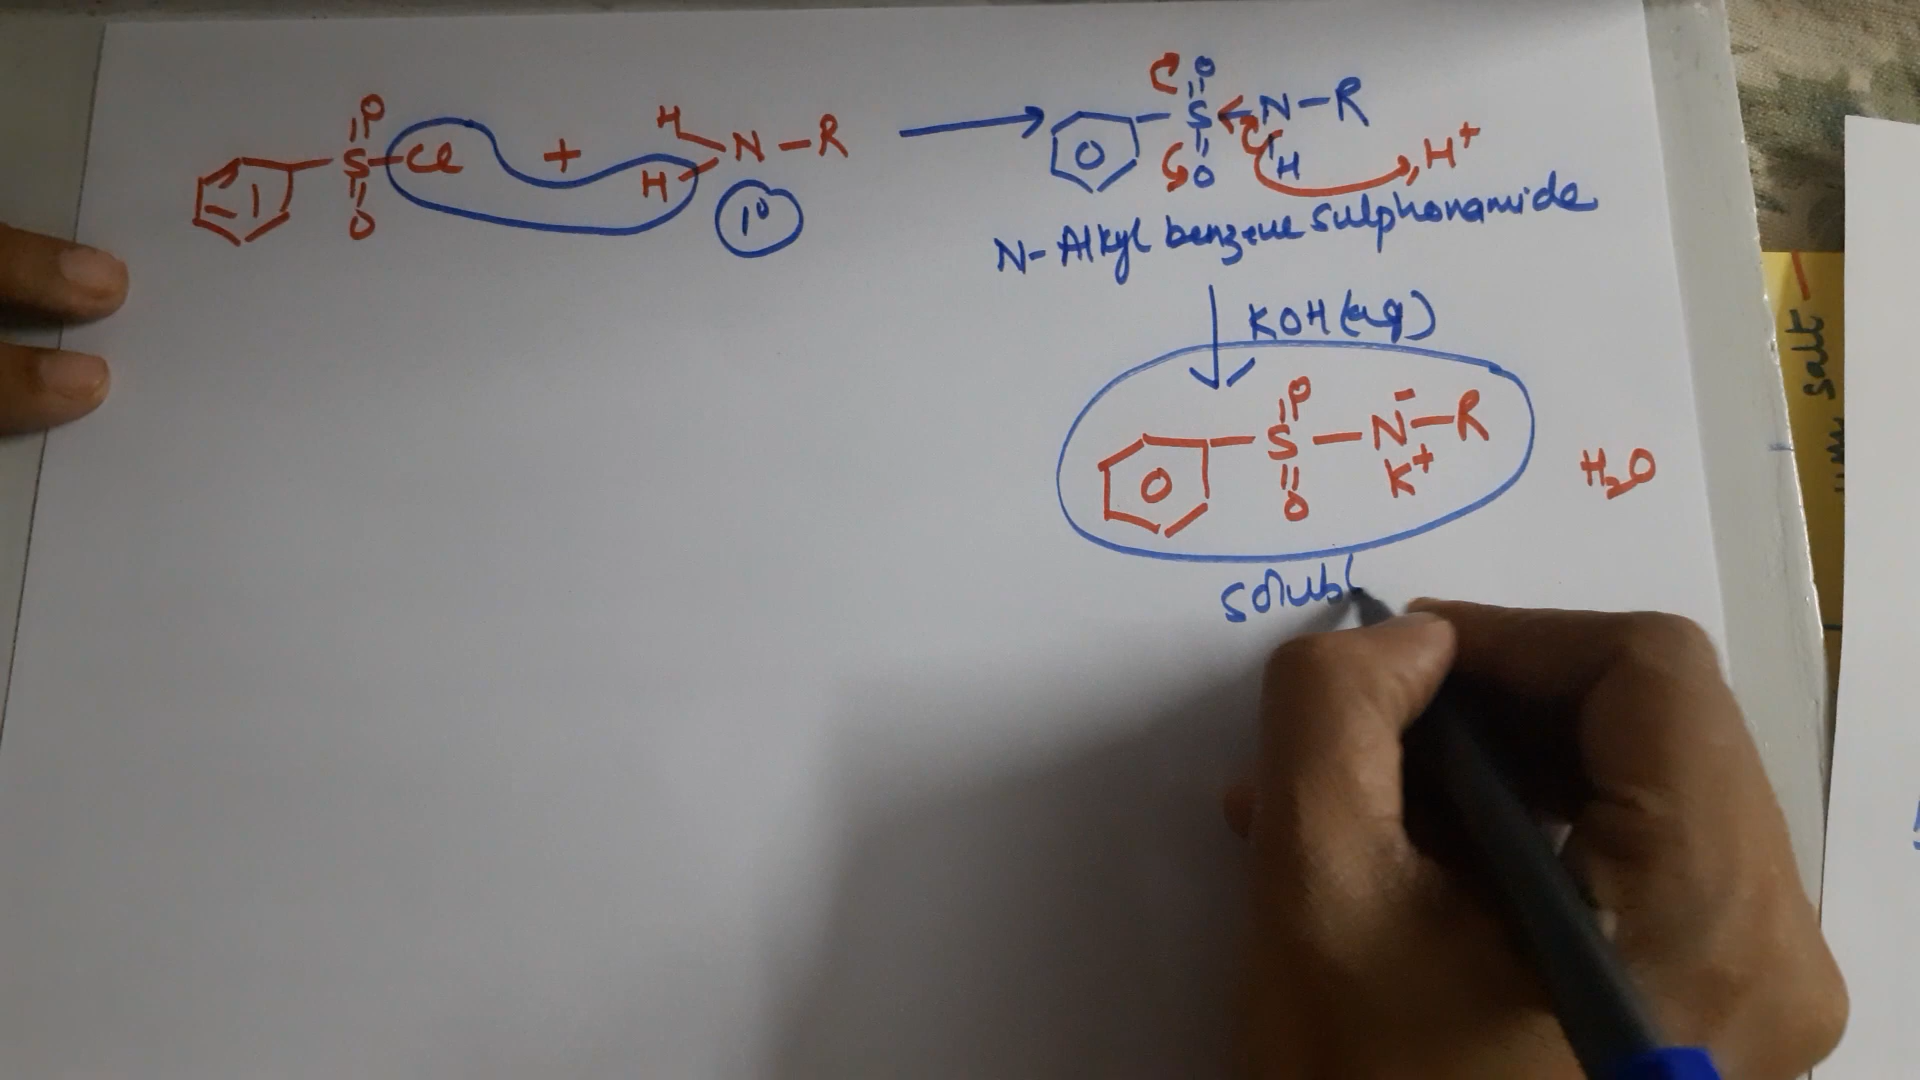 O O
S - Cl + H N - R S - N - R
O H O H H+
1°
N- Alkyl benzene Sulphonamide
KOH (aq)
O
S - N⁻ - R
O K+ H₂O
Solubl
salt